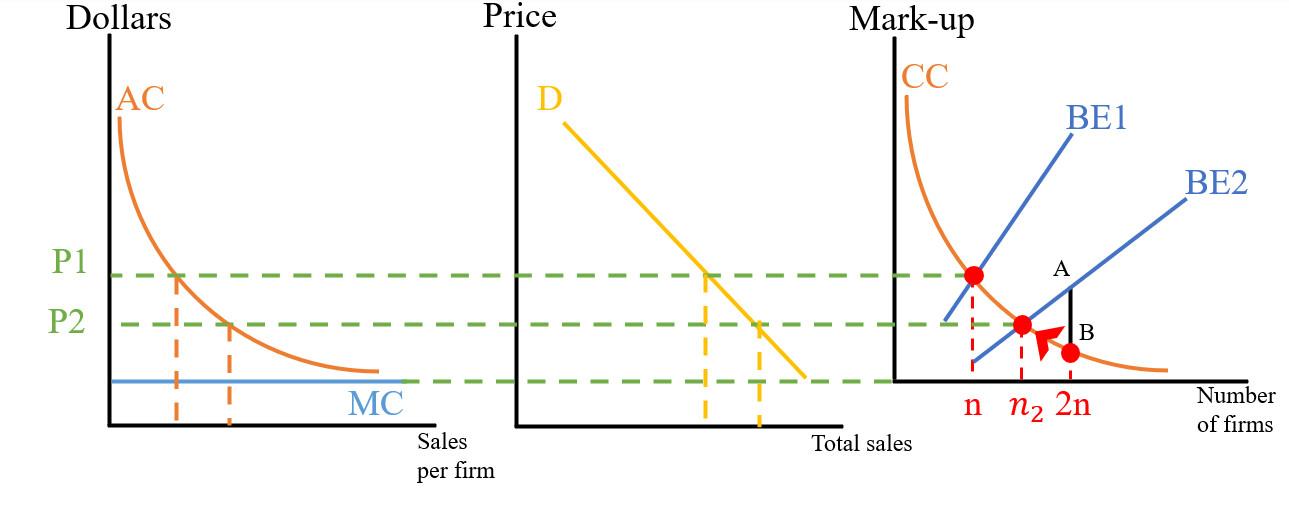 Dollars
AC
P1
P2
MC
Sales
per firm
Price
D
Total sales
Mark-up
CC
BE1
BE2
A
B
n
n₂
2n
Number
of firms